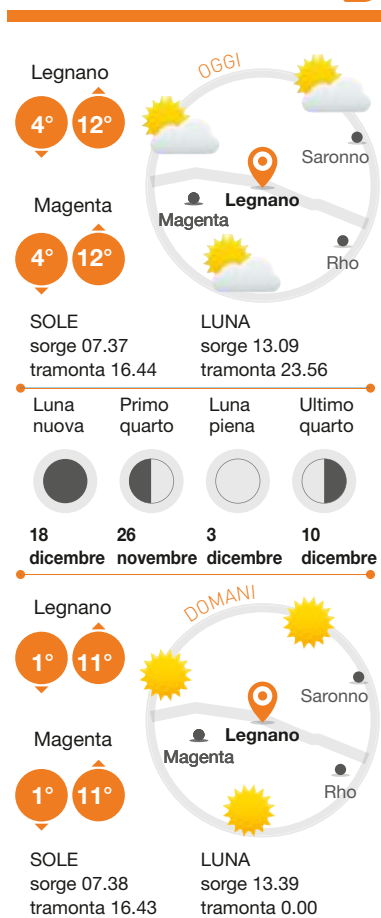 OGGI
Legnano
4° 12°
Saronno
Legnano
Magenta
Magenta
4° 12°
Rho
SOLE
sorge 07.37
tramonta 16.44
LUNA
sorge 13.09
tramonta 23.56
Luna
nuova
Primo
quarto
Luna
piena
Ultimo
quarto
18
dicembre
26
novembre
3
dicembre
10
dicembre
DOMANI
Legnano
1° 11°
Saronno
Legnano
Magenta
Magenta
1° 11°
Rho
SOLE
sorge 07.38
tramonta 16.43
LUNA
sorge 13.39
tramonta 0.00